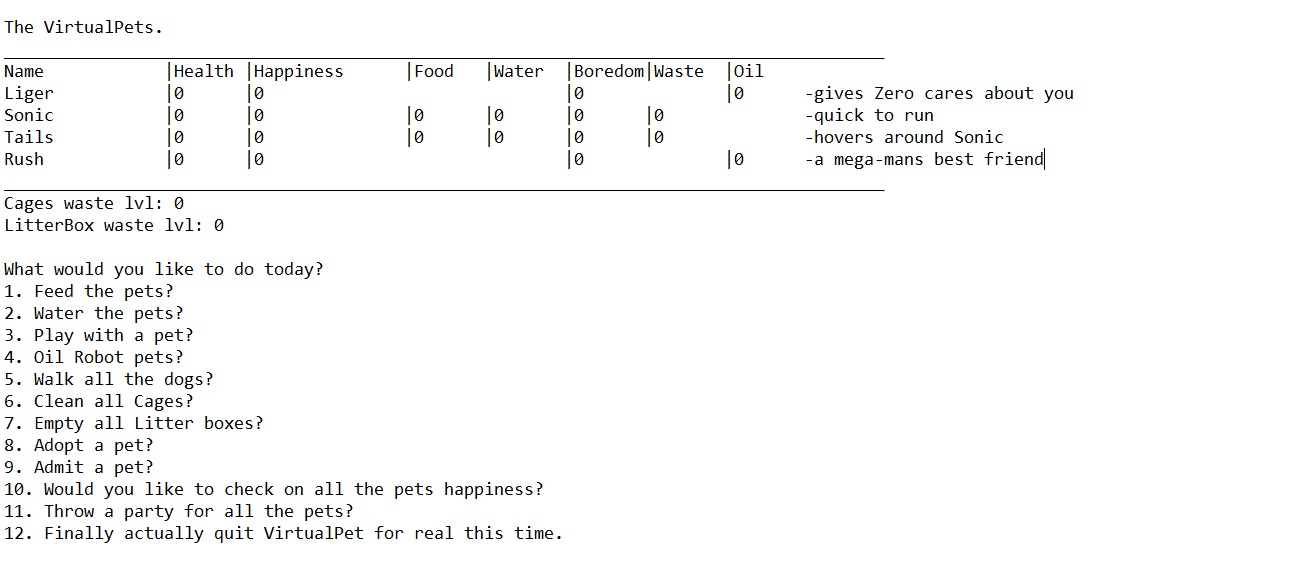 The VirtualPets.
Name |Health |Happiness |Food |Water |Boredom|Waste |Oil
Liger |0 |0 |0 |0 -gives Zero cares about you
Sonic |0 |0 |0 |0 |0 |0 -quick to run
Tails |0 |0 |0 |0 |0 |0 -hovers around Sonic
Rush |0 |0 |0 |0 -a mega-mans best friend
Cages waste lvl: 0
LitterBox waste lvl: 0
What would you like to do today?
1. Feed the pets?
2. Water the pets?
3. Play with a pet?
4. Oil Robot pets?
5. Walk all the dogs?
6. Clean all Cages?
7. Empty all Litter boxes?
8. Adopt a pet?
9. Admit a pet?
10. Would you like to check on all the pets happiness?
11. Throw a party for all the pets?
12. Finally actually quit VirtualPet for real this time.